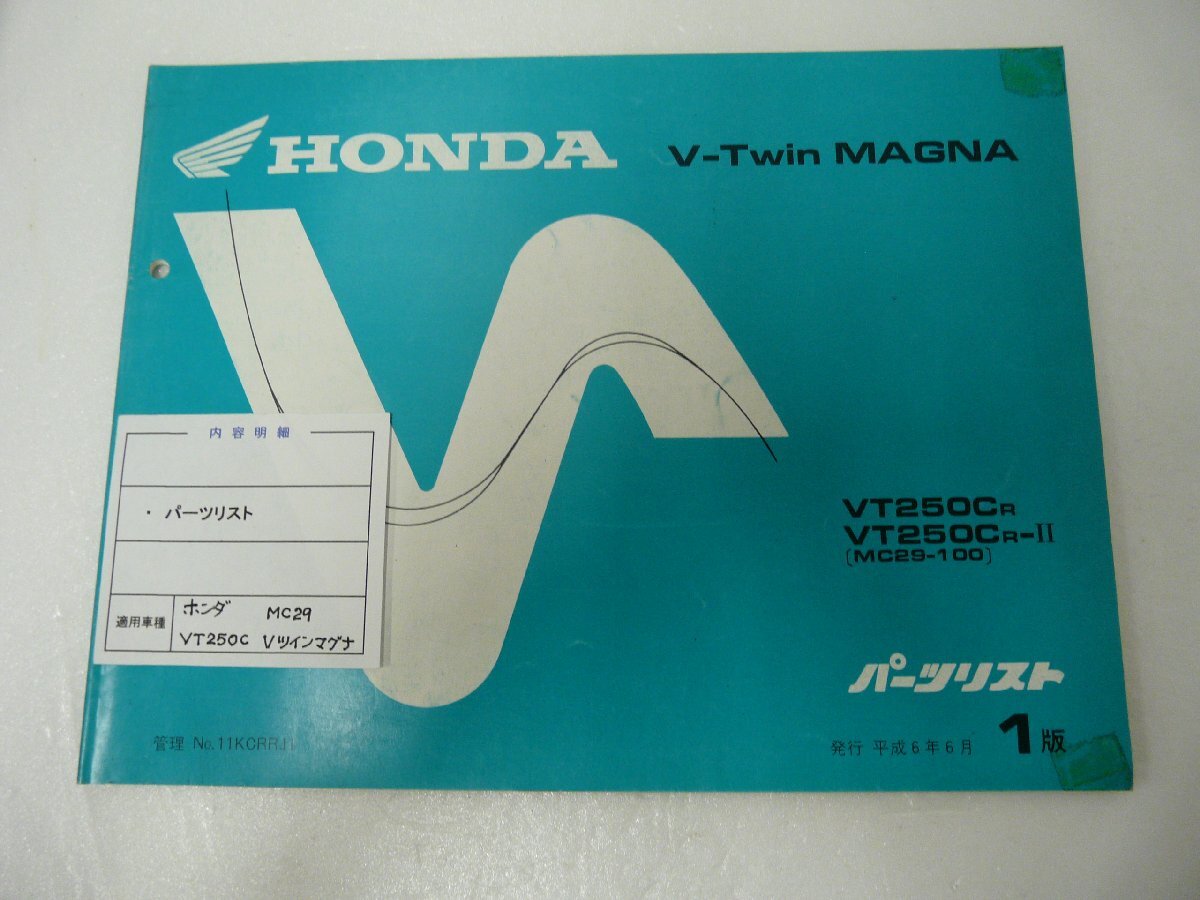 HONDA
V-Twin MAGNA
内容明細
・ パーツリスト
適用車種
ホンダ MC29
VT250C Vツインマグナ
VT250CR
VT250CR-II
(MC29-100)
パーツリスト
管理 No.11KCRRJ1
発行 平成6年6月 1版